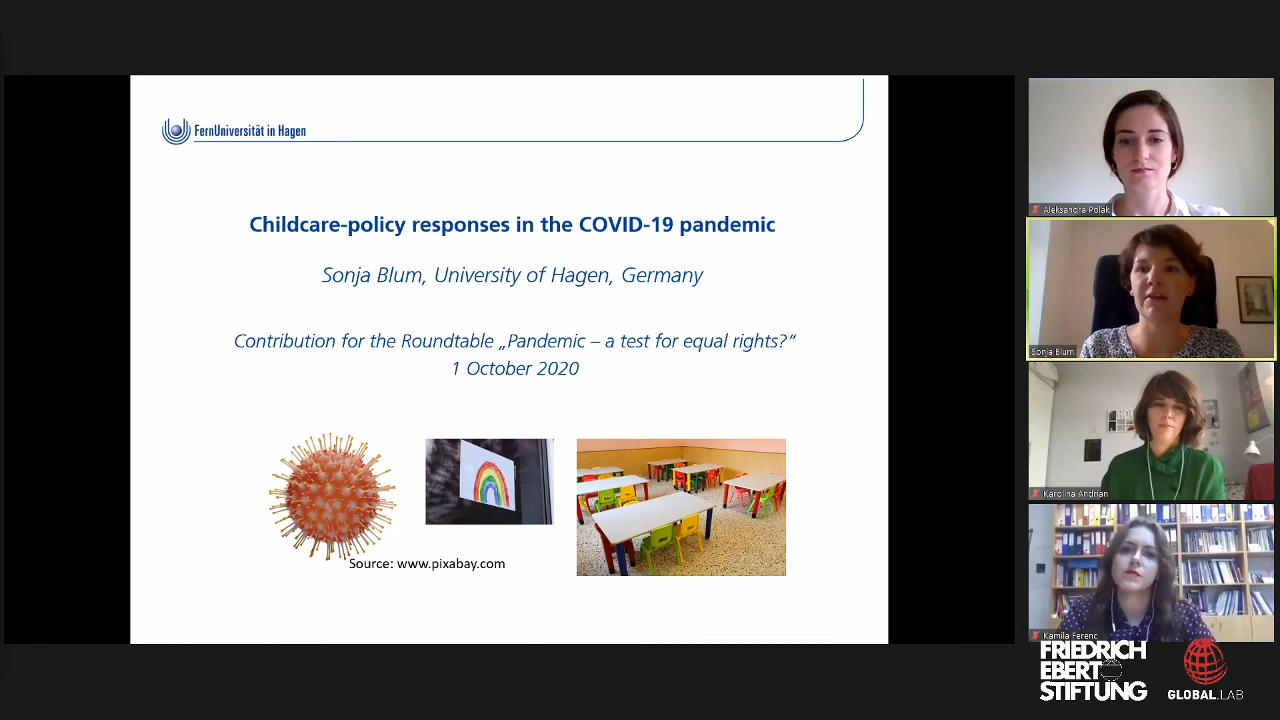 FernUniversität in Hagen
Childcare-policy responses in the COVID-19 pandemic
Sonja Blum, University of Hagen, Germany
Contribution for the Roundtable „Pandemic – a test for equal rights?“
1 October 2020
Source: www.pixabay.com
Aleksandra Polak
Sonja Blum
Karolina Andrian
Kamila Ferenc
FRIEDRICH
EBERT
STIFTUNG
GLOBAL.LAB